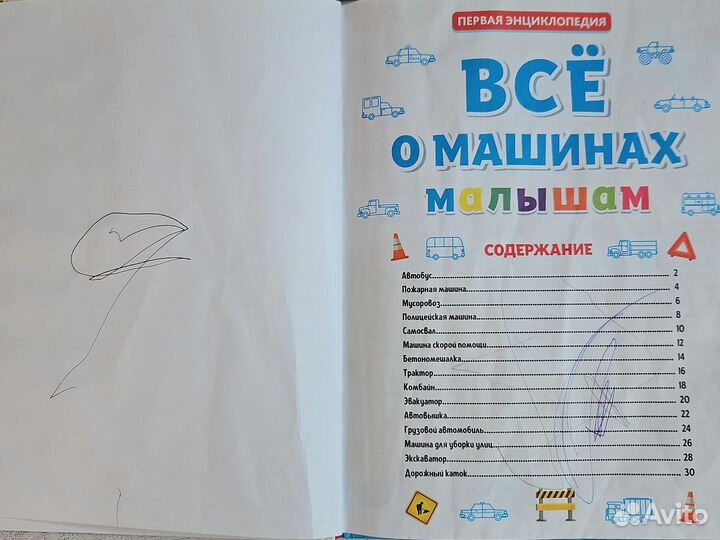 ПЕРВАЯ ЭНЦИКЛОПЕДИЯ
ВСЁ
О МАШИНАХ
малышам
СОДЕРЖАНИЕ
Автобус 2
Пожарная машина 4
Мусоровоз 6
Полицейская машина 8
Самосвал 10
Машина скорой помощи 12
Бетономешалка 14
Трактор 16
Комбайн 18
Эвакуатор 20
Автовышка 22
Грузовой автомобиль 24
Машина для уборки улиц 26
Экскаватор 28
Дорожный каток 30
Avito